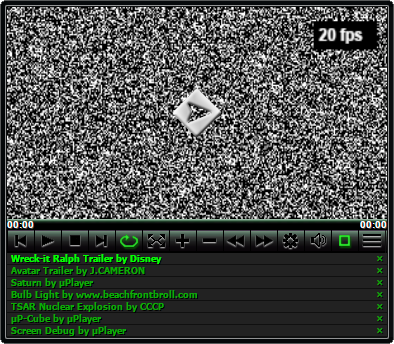 20 fps
00:00 00:00
Wreck-it Ralph Trailer by Disney ×
Avatar Trailer by J.CAMERON ×
Saturn by µPlayer ×
Bulb Light by www.beachfrontbroll.com ×
TSAR Nuclear Explosion by CCCP ×
µP-Cube by µPlayer ×
Screen Debug by µPlayer ×